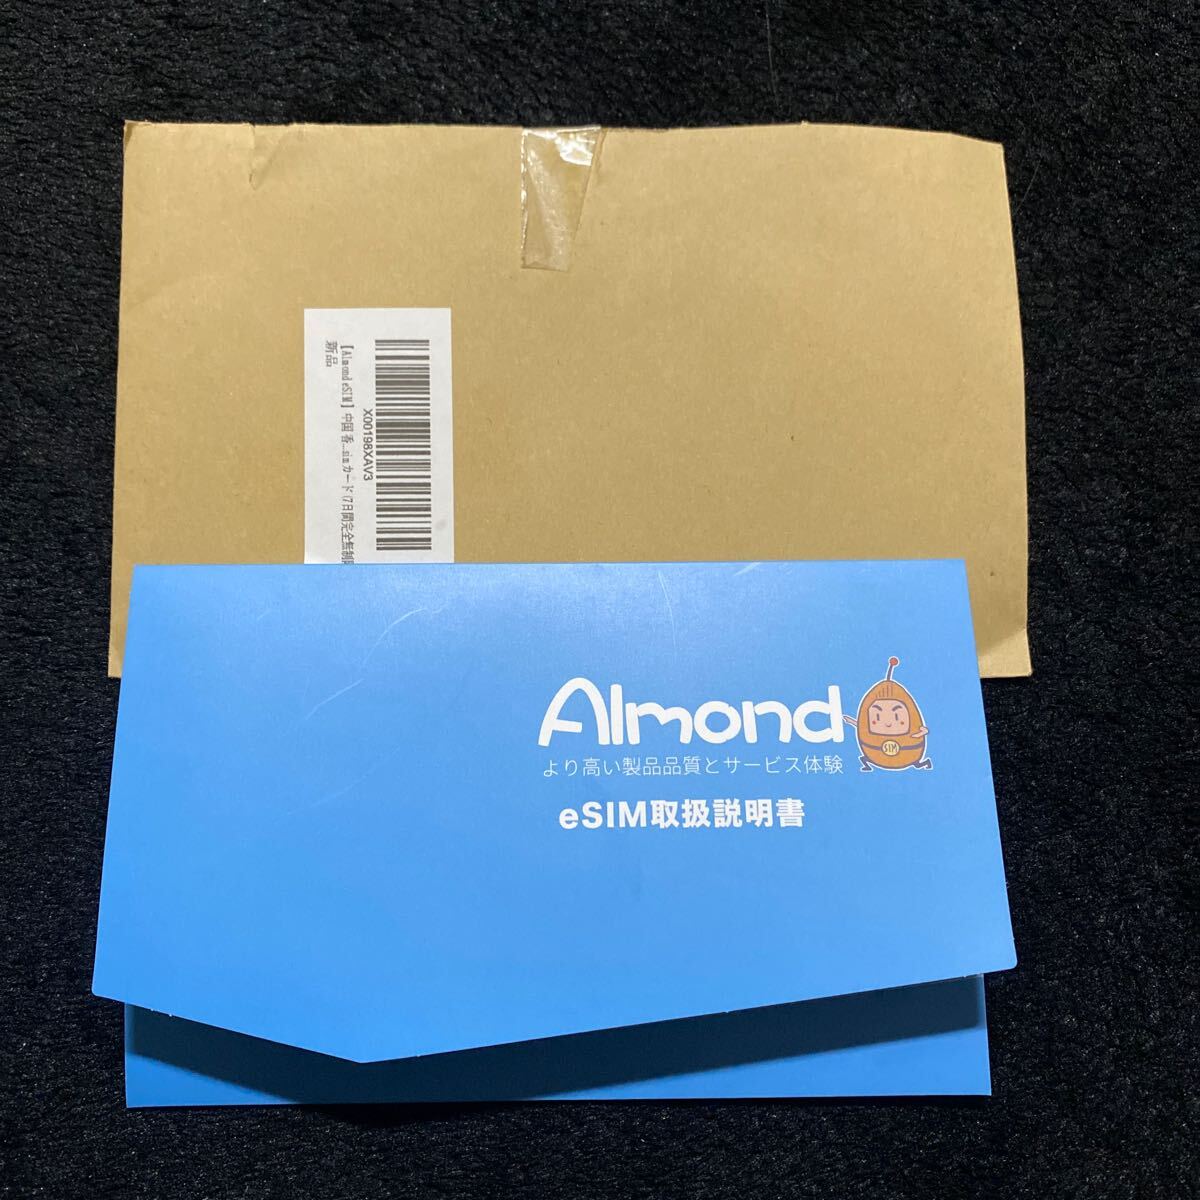 X00198XAV3
【Almond eSIM】中国 香...sim カード (7日間完全無制
新品
Almond
SIM
より高い製品品質とサービス体験
eSIM取扱説明書